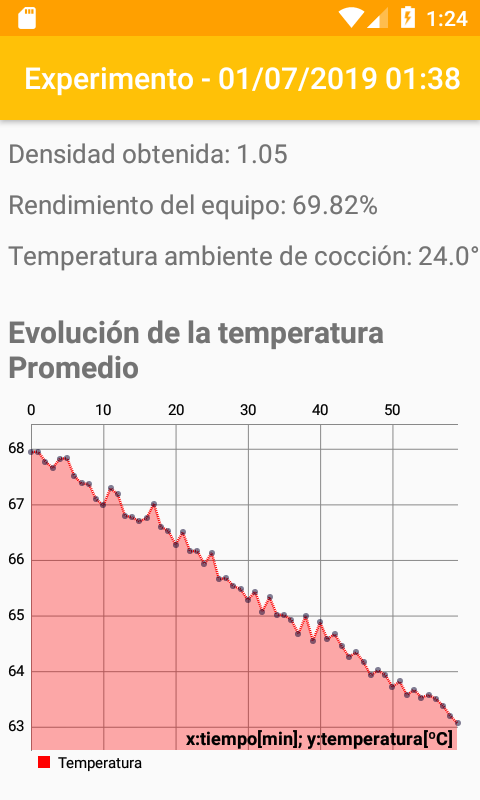 1:24
Experimento - 01/07/2019 01:38
Densidad obtenida: 1.05
Rendimiento del equipo: 69.82%
Temperatura ambiente de cocción: 24.0°
Evolución de la temperatura
Promedio
0 10 20 30 40 50
68
67
66
65
64
63
x:tiempo[min]; y:temperatura[ºC]
Temperatura